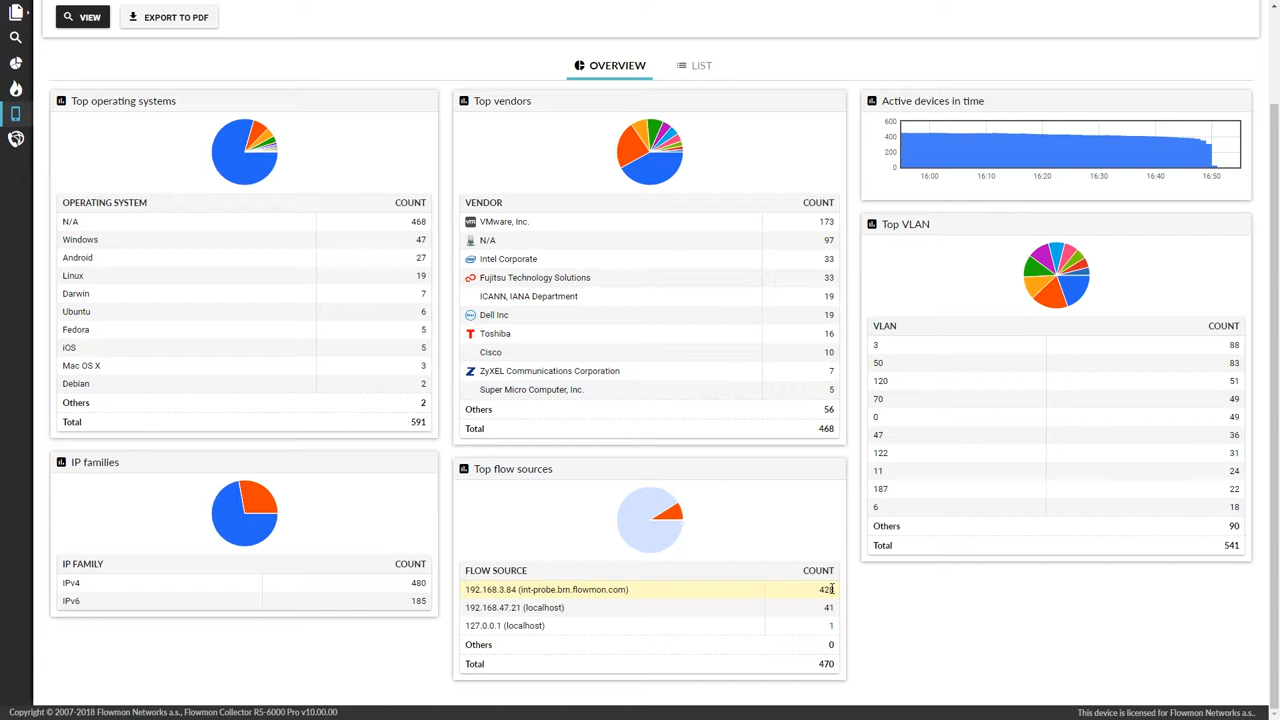 VIEW
EXPORT TO PDF
OVERVIEW
LIST
Top operating systems
OPERATING SYSTEM COUNT
N/A 468
Windows 47
Android 27
Linux 19
Darwin 7
Ubuntu 6
Fedora 5
iOS 5
Mac OS X 3
Debian 2
Others 2
Total 591
IP families
IP FAMILY COUNT
IPv4 480
IPv6 185
Top vendors
VENDOR COUNT
vm VMware, Inc. 173
N/A 97
Intel Corporate 33
Fujitsu Technology Solutions 33
ICANN, IANA Department 19
Dell Inc 19
Toshiba 16
Cisco 10
ZyXEL Communications Corporation 7
Super Micro Computer, Inc. 5
Others 56
Total 468
Top flow sources
FLOW SOURCE COUNT
192.168.3.84 (int-probe.brn.flowmon.com) 428
192.168.47.21 (localhost) 41
127.0.0.1 (localhost) 1
Others 0
Total 470
Active devices in time
600
400
200
0
16:00 16:10 16:20 16:30 16:40 16:50
Top VLAN
VLAN COUNT
3 88
50 83
120 51
70 49
0 49
47 36
122 31
11 24
187 22
6 18
Others 90
Total 541
Copyright © 2007-2018 Flowmon Networks a.s., Flowmon Collector R5-6000 Pro v10.00.00
This device is licensed for Flowmon Networks a.s..